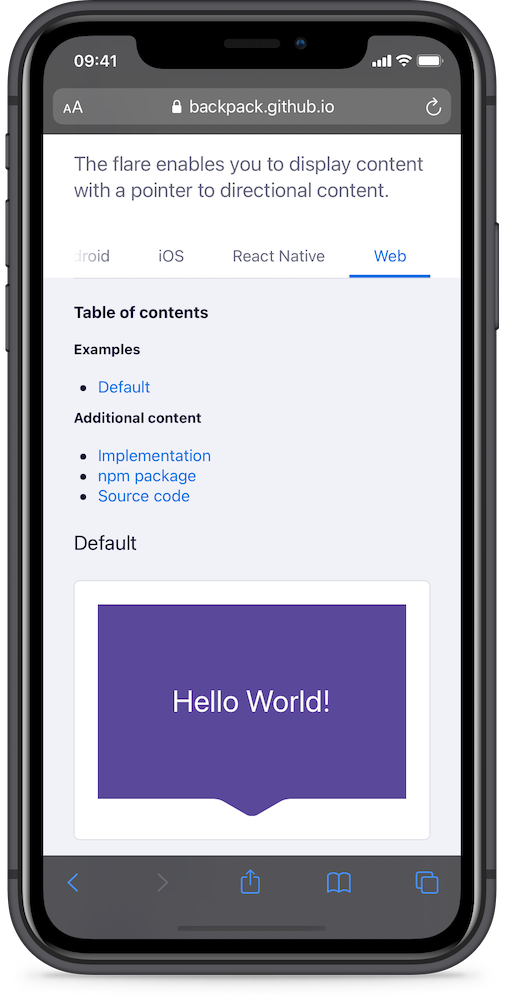 09:41
AA
backpack.github.io
The flare enables you to display content
with a pointer to directional content.
droid iOS React Native Web
Table of contents
Examples
• Default
Additional content
• Implementation
• npm package
• Source code
Default
Hello World!